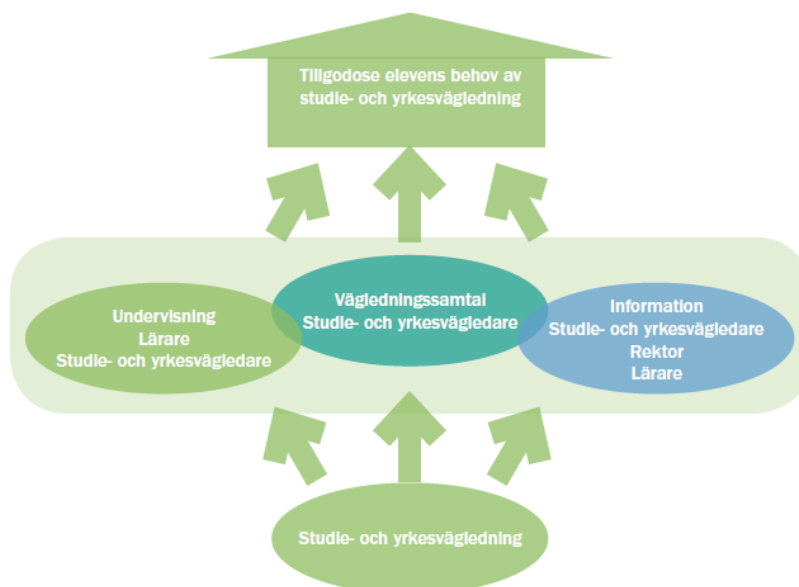 Tillgodose elevens behov av
studie- och yrkesvägledning
Undervisning
Lärare
Studie- och yrkesvägledare
Vägledningssamtal
Studie- och yrkesvägledare
Information
Studie- och yrkesvägledare
Rektor
Lärare
Studie- och yrkesvägledning